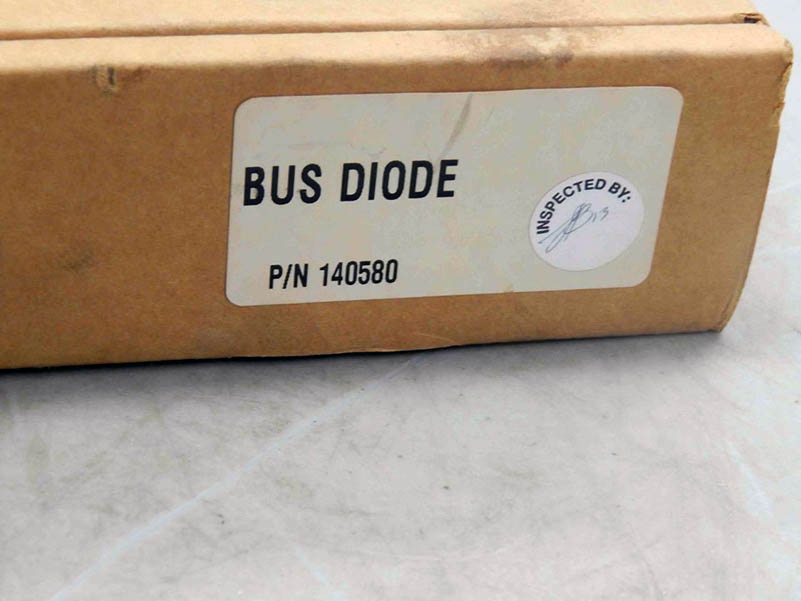 BUS DIODE
INSPECTED BY:
P/N 140580